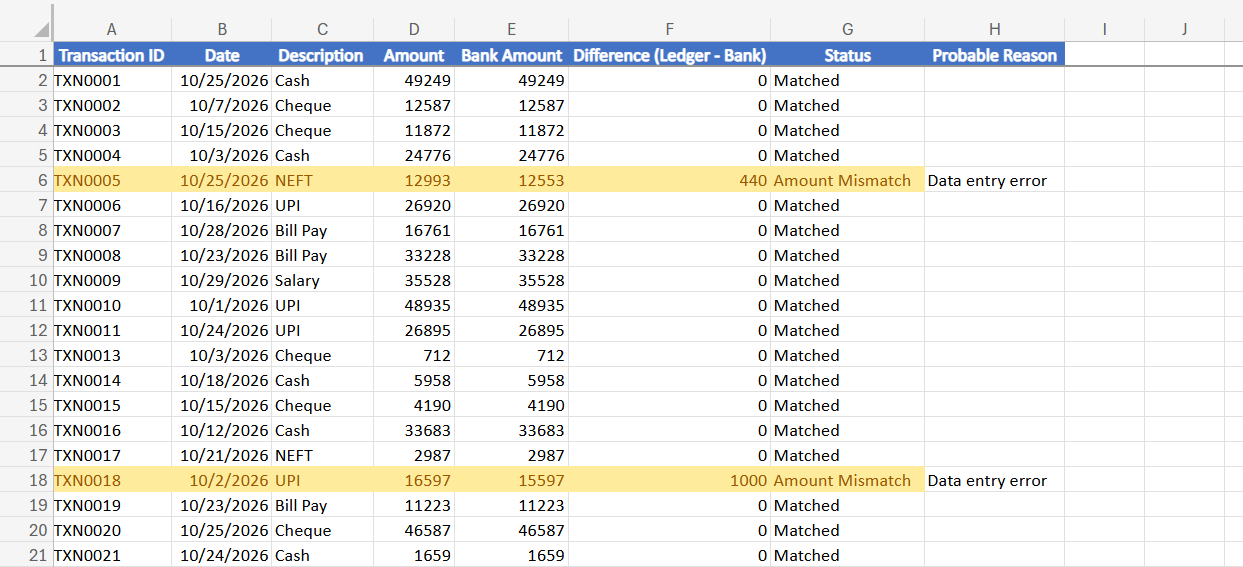 A B C D E F G H I J
1 Transaction ID Date Description Amount Bank Amount Difference (Ledger - Bank) Status Probable Reason
2 TXN0001 10/25/2026 Cash 49249 49249 0 Matched
3 TXN0002 10/7/2026 Cheque 12587 12587 0 Matched
4 TXN0003 10/15/2026 Cheque 11872 11872 0 Matched
5 TXN0004 10/3/2026 Cash 24776 24776 0 Matched
6 TXN0005 10/25/2026 NEFT 12993 12553 440 Amount Mismatch Data entry error
7 TXN0006 10/16/2026 UPI 26920 26920 0 Matched
8 TXN0007 10/28/2026 Bill Pay 16761 16761 0 Matched
9 TXN0008 10/23/2026 Bill Pay 33228 33228 0 Matched
10 TXN0009 10/29/2026 Salary 35528 35528 0 Matched
11 TXN0010 10/1/2026 UPI 48935 48935 0 Matched
12 TXN0011 10/24/2026 UPI 26895 26895 0 Matched
13 TXN0013 10/3/2026 Cheque 712 712 0 Matched
14 TXN0014 10/18/2026 Cash 5958 5958 0 Matched
15 TXN0015 10/15/2026 Cheque 4190 4190 0 Matched
16 TXN0016 10/12/2026 Cash 33683 33683 0 Matched
17 TXN0017 10/21/2026 NEFT 2987 2987 0 Matched
18 TXN0018 10/2/2026 UPI 16597 15597 1000 Amount Mismatch Data entry error
19 TXN0019 10/23/2026 Bill Pay 11223 11223 0 Matched
20 TXN0020 10/25/2026 Cheque 46587 46587 0 Matched
21 TXN0021 10/24/2026 Cash 1659 1659 0 Matched